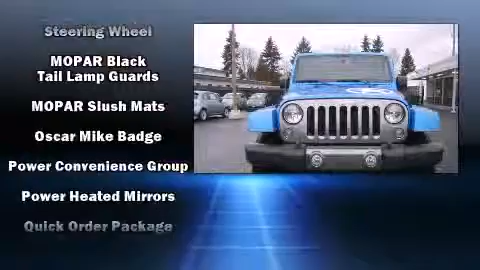 Steering Wheel
MOPAR Black
Tail Lamp Guards
MOPAR Slush Mats
Oscar Mike Badge
Power Convenience Group
Power Heated Mirrors
Quick Order Package